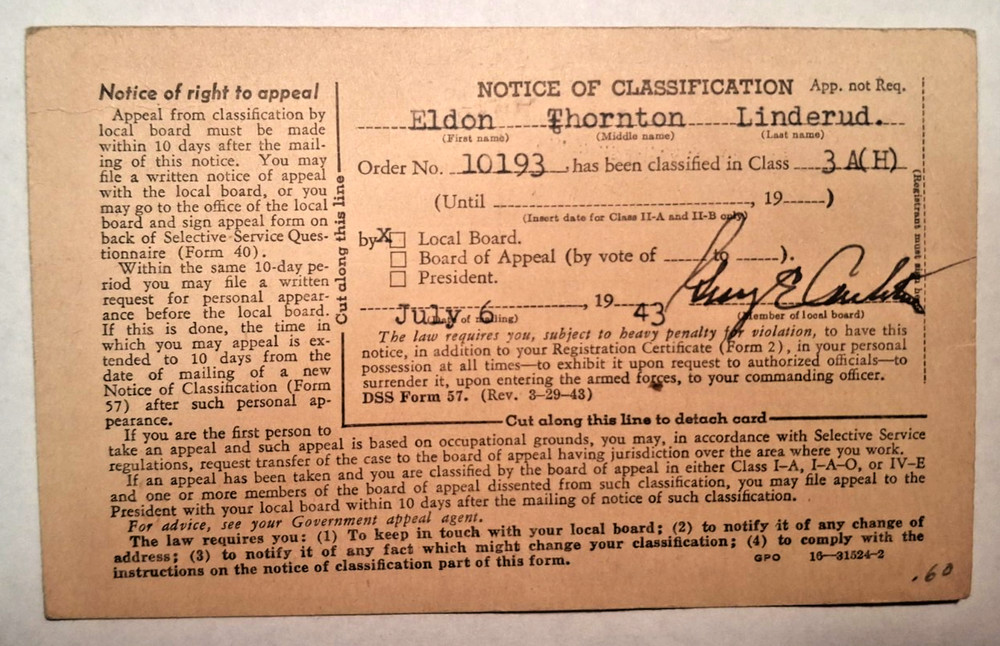 Notice of right to appeal
Appeal from classification by
local board must be made
within 10 days after the mail-
ing of this notice. You may
file a written notice of appeal
with the local board, or you
may go to the office of the local
board and sign appeal form on
back of Selective Service Ques-
tionnaire (Form 40).
Within the same 10-day pe-
riod you may file a written
request for personal appear-
ance before the local board.
If this is done, the time in
which you may appeal is ex-
tended to 10 days from the
date of mailing of a new
Notice of Classification (Form
57) after such personal ap-
pearance.
If you are the first person to
take an appeal and such appeal is based on occupational grounds, you may, in accordance with Selective Service
regulations, request transfer of the case to the board of appeal having jurisdiction over the area where you work.
If an appeal has been taken and you are classified by the board of appeal in either Class I–A, I–A–O, or IV–E
and one or more members of the board of appeal dissented from such classification, you may file appeal to the
President with your local board within 10 days after the mailing of notice of such classification.
For advice, see your Government appeal agent.
The law requires you: (1) To keep in touch with your local board; (2) to notify it of any change of
address; (3) to notify it of any fact which might change your classification; (4) to comply with the
instructions on the notice of classification part of this form.
GPO 16—31524-2
.60
Cut along this line
NOTICE OF CLASSIFICATION App. not Req.
Eldon Thornton Linderud.
(First name) (Middle name) (Last name)
Order No. 10193, has been classified in Class 3 A(H)
(Until , 19 )
(Insert date for Class II–A and II–B only)
by X Local Board.
Board of Appeal (by vote of to ).
President.
July 6, 19 43
(Date of mailing) (Member of local board)
The law requires you, subject to heavy penalty for violation, to have this
notice, in addition to your Registration Certificate (Form 2), in your personal
possession at all times—to exhibit it upon request to authorized officials—to
surrender it, upon entering the armed forces, to your commanding officer.
DSS Form 57. (Rev. 3–29–43)
Cut along this line to detach card
(Registrant must sign